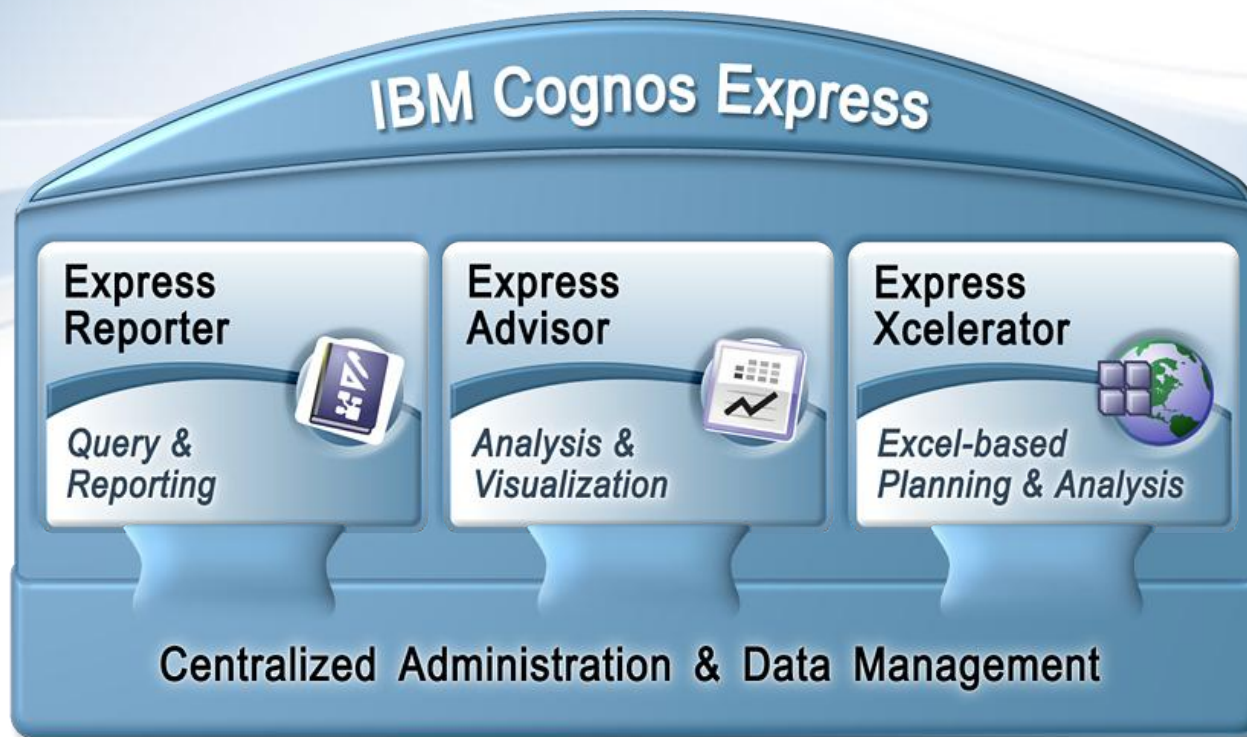 IBM Cognos Express
Express
Reporter
Query &
Reporting
Express
Advisor
Analysis &
Visualization
Express
Xcelerator
Excel-based
Planning & Analysis
Centralized Administration & Data Management